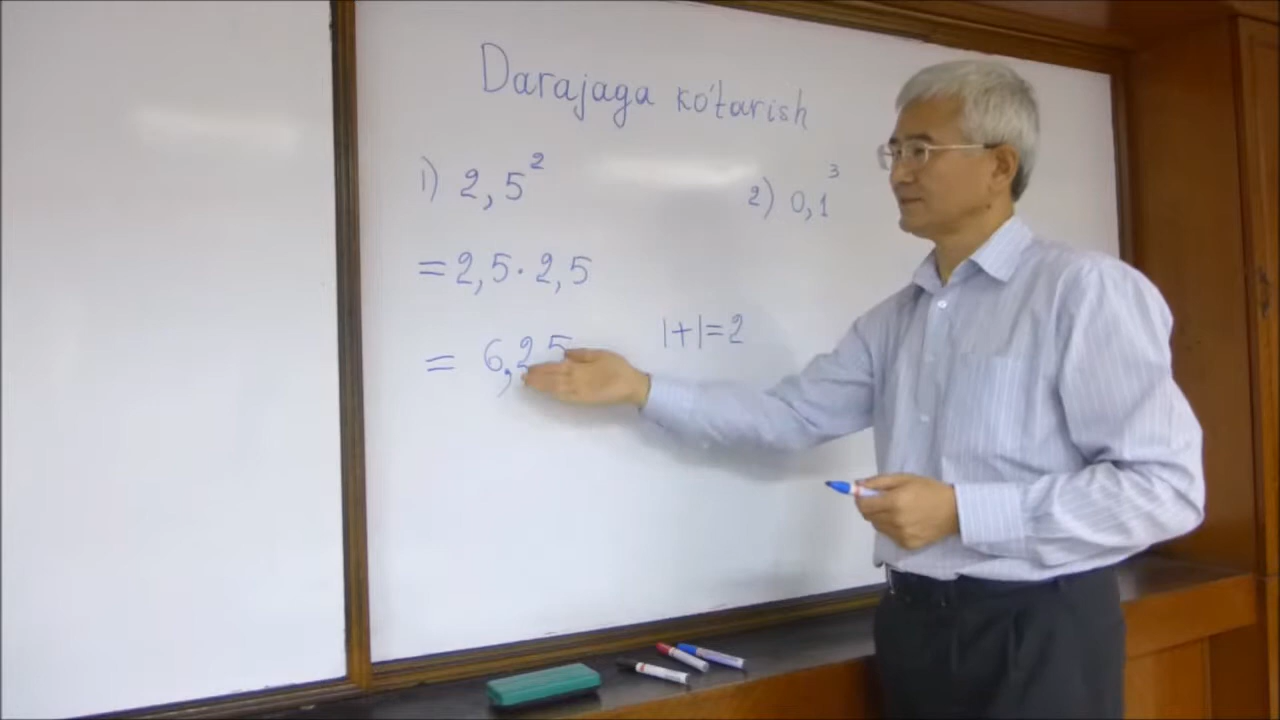 Darajaga ko'tarish
1) 2,5²
= 2,5 · 2,5
= 6,25
2) 0,1³
1+1=2